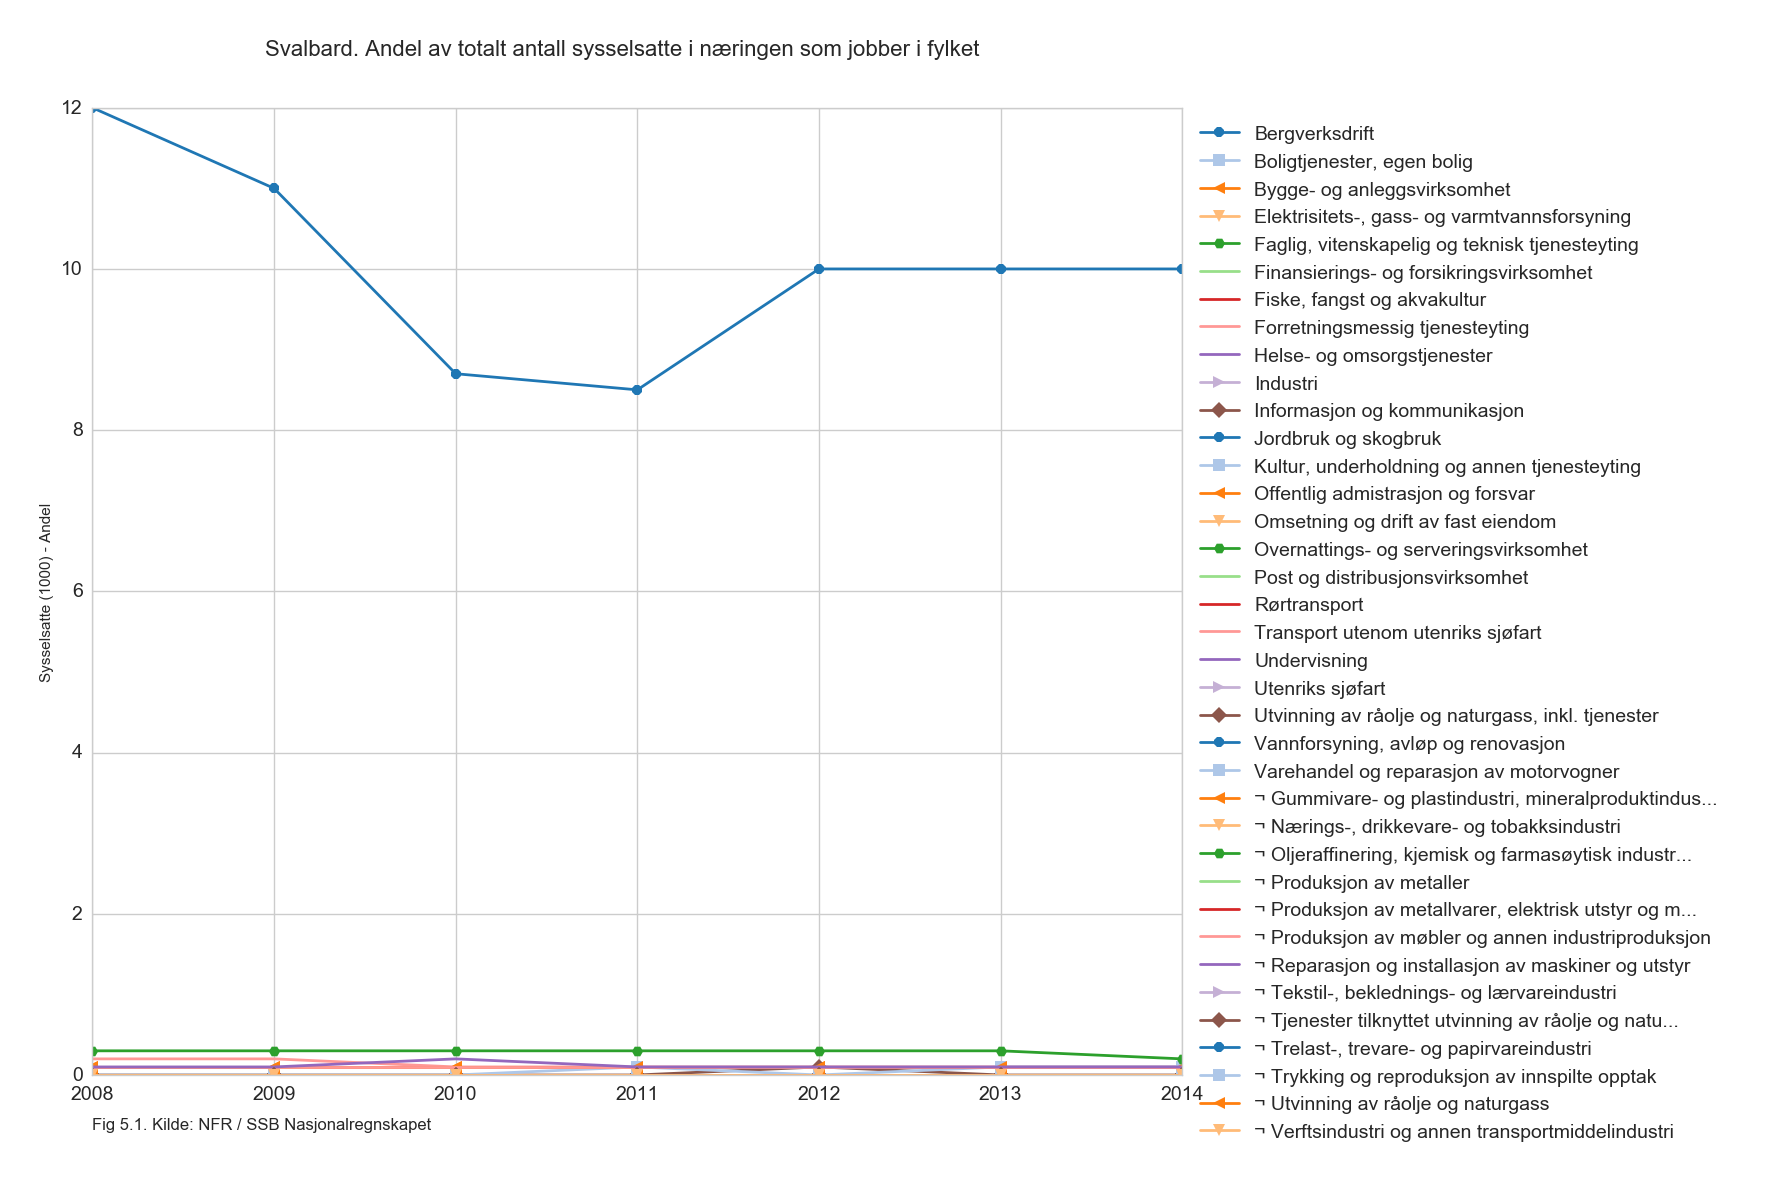 Svalbard. Andel av totalt antall sysselsatte i næringen som jobber i fylket
12
10
8
6
4
2
0
Sysselsatte (1000) - Andel
2008 2009 2010 2011 2012 2013 2014
Fig 5.1. Kilde: NFR / SSB Nasjonalregnskapet
Bergverksdrift
Boligtjenester, egen bolig
Bygge- og anleggsvirksomhet
Elektrisitets-, gass- og varmtvannsforsyning
Faglig, vitenskapelig og teknisk tjenesteyting
Finansierings- og forsikringsvirksomhet
Fiske, fangst og akvakultur
Forretningsmessig tjenesteyting
Helse- og omsorgstjenester
Industri
Informasjon og kommunikasjon
Jordbruk og skogbruk
Kultur, underholdning og annen tjenesteyting
Offentlig admistrasjon og forsvar
Omsetning og drift av fast eiendom
Overnattings- og serveringsvirksomhet
Post og distribusjonsvirksomhet
Rørtransport
Transport utenom utenriks sjøfart
Undervisning
Utenriks sjøfart
Utvinning av råolje og naturgass, inkl. tjenester
Vannforsyning, avløp og renovasjon
Varehandel og reparasjon av motorvogner
¬ Gummivare- og plastindustri, mineralproduktindus...
¬ Nærings-, drikkevare- og tobakksindustri
¬ Oljeraffinering, kjemisk og farmasøytisk industr...
¬ Produksjon av metaller
¬ Produksjon av metallvarer, elektrisk utstyr og m...
¬ Produksjon av møbler og annen industriproduksjon
¬ Reparasjon og installasjon av maskiner og utstyr
¬ Tekstil-, beklednings- og lærvareindustri
¬ Tjenester tilknyttet utvinning av råolje og natu...
¬ Trelast-, trevare- og papirvareindustri
¬ Trykking og reproduksjon av innspilte opptak
¬ Utvinning av råolje og naturgass
¬ Verftsindustri og annen transportmiddelindustri